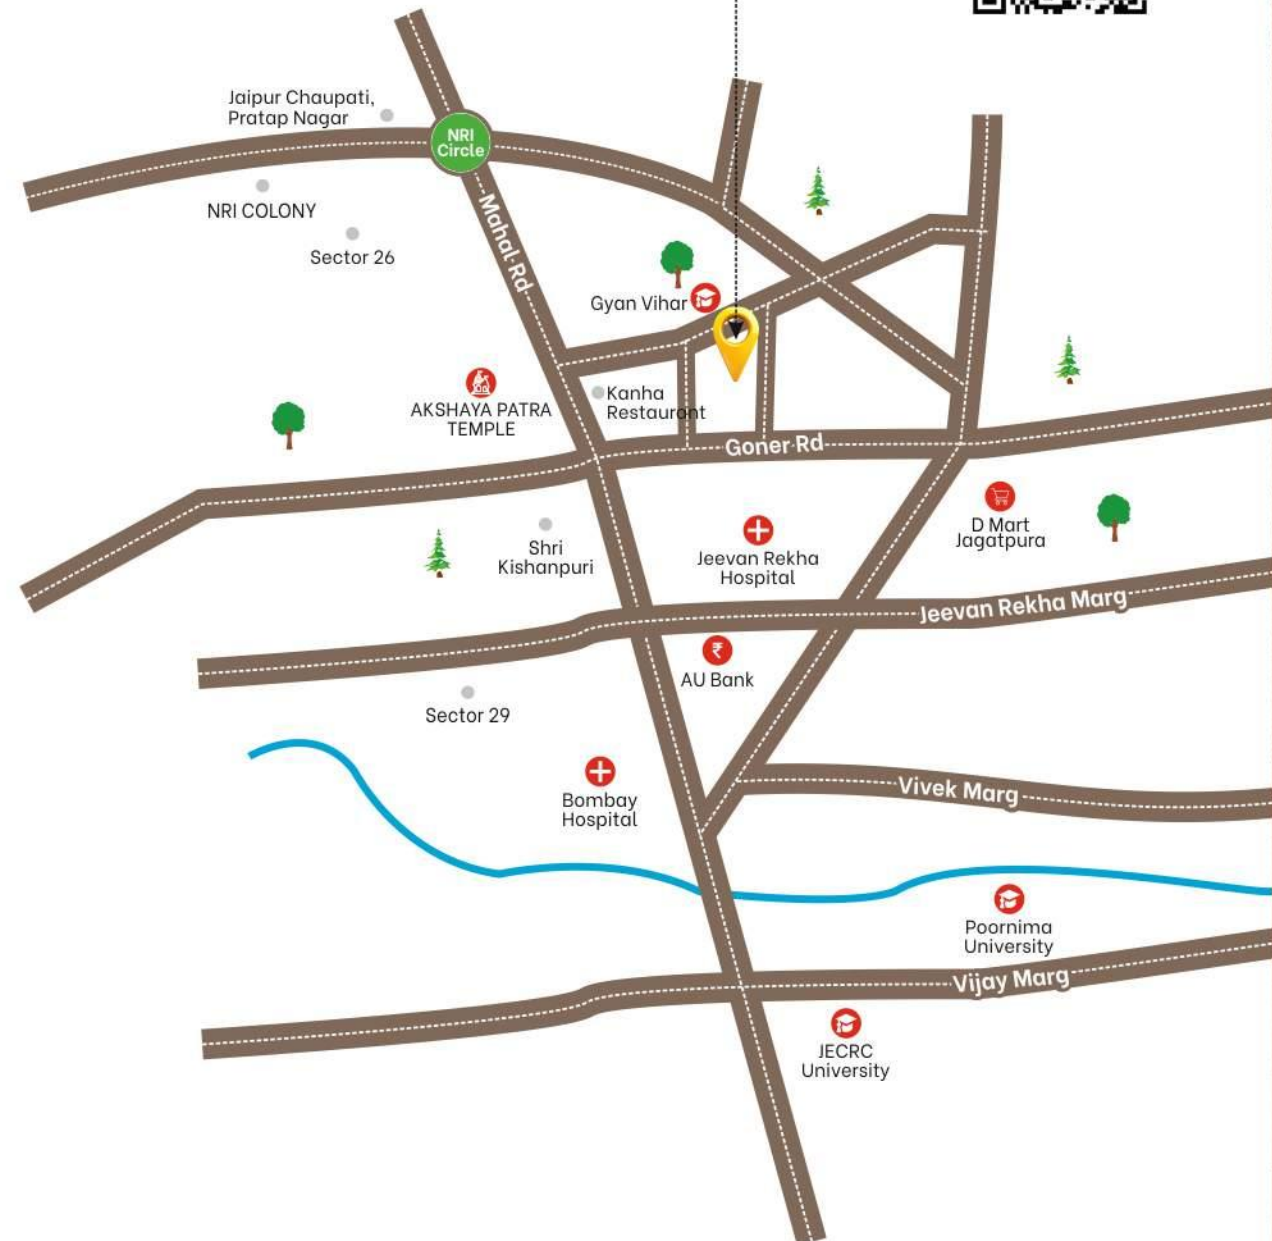 Jaipur Chaupati,
Pratap Nagar
NRI
Circle
NRI COLONY
Sector 26
Mahal Rd
Gyan Vihar
AKSHAYA PATRA
TEMPLE
Kanha
Restaurant
Goner Rd
D Mart
Jagatpura
Shri
Kishanpuri
Jeevan Rekha
Hospital
Jeevan Rekha Marg
₹
AU Bank
Sector 29
Bombay
Hospital
Vivek Marg
Poornima
University
Vijay Marg
JECRC
University